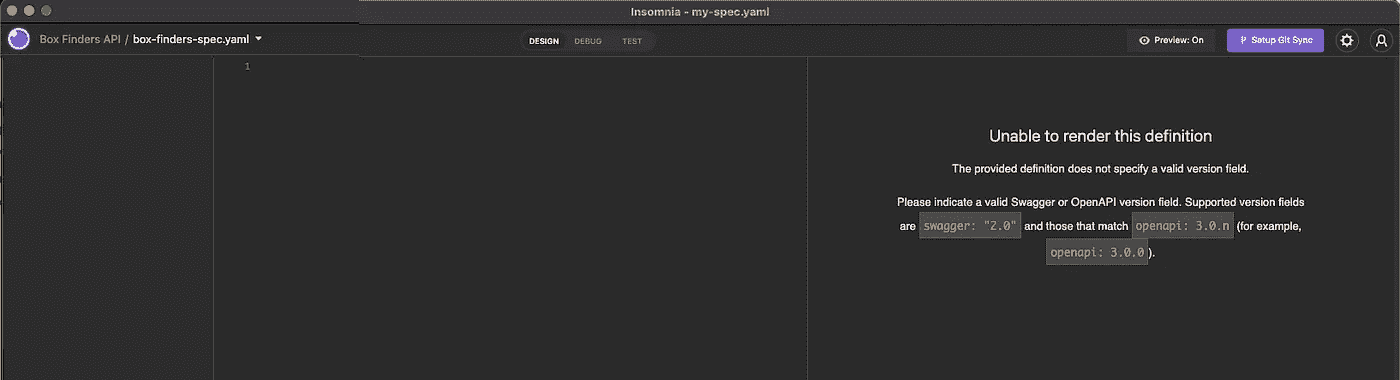 Insomnia - my-spec.yaml
Box Finders API / box-finders-spec.yaml
DESIGN DEBUG TEST
Preview: On
Setup Git Sync
1
Unable to render this definition
The provided definition does not specify a valid version field.
Please indicate a valid Swagger or OpenAPI version field. Supported version fields
are swagger: "2.0" and those that match openapi: 3.0.n (for example,
openapi: 3.0.0).